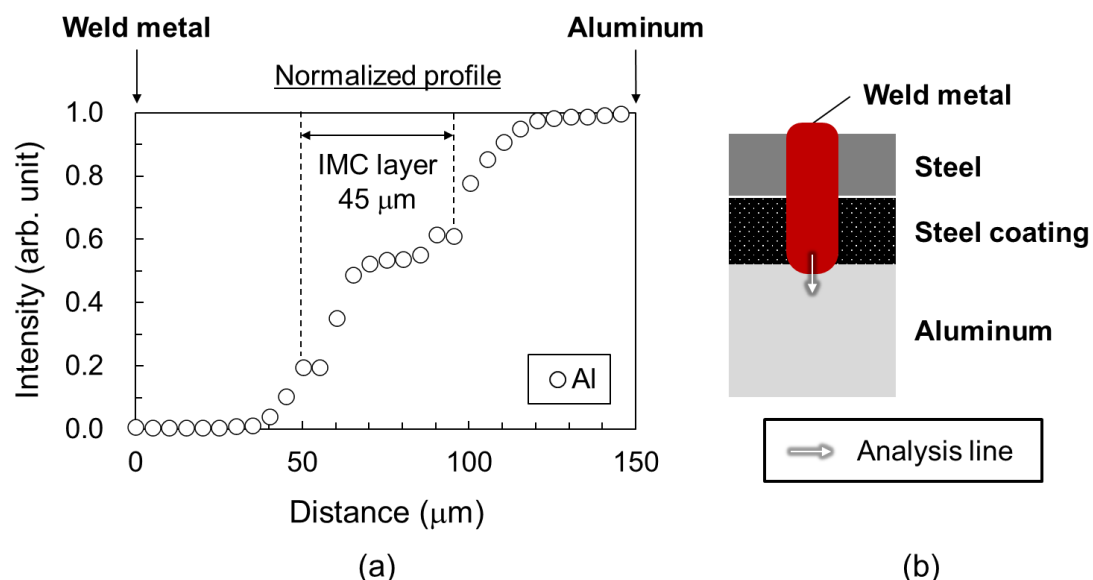 Weld metal
Aluminum
Normalized profile
IMC layer
45 μm
Intensity (arb. unit)
1.0
0.8
0.6
0.4
0.2
0.0
Al
0 50 100 150
Distance (μm)
(a)
Weld metal
Steel
Steel coating
Aluminum
Analysis line
(b)